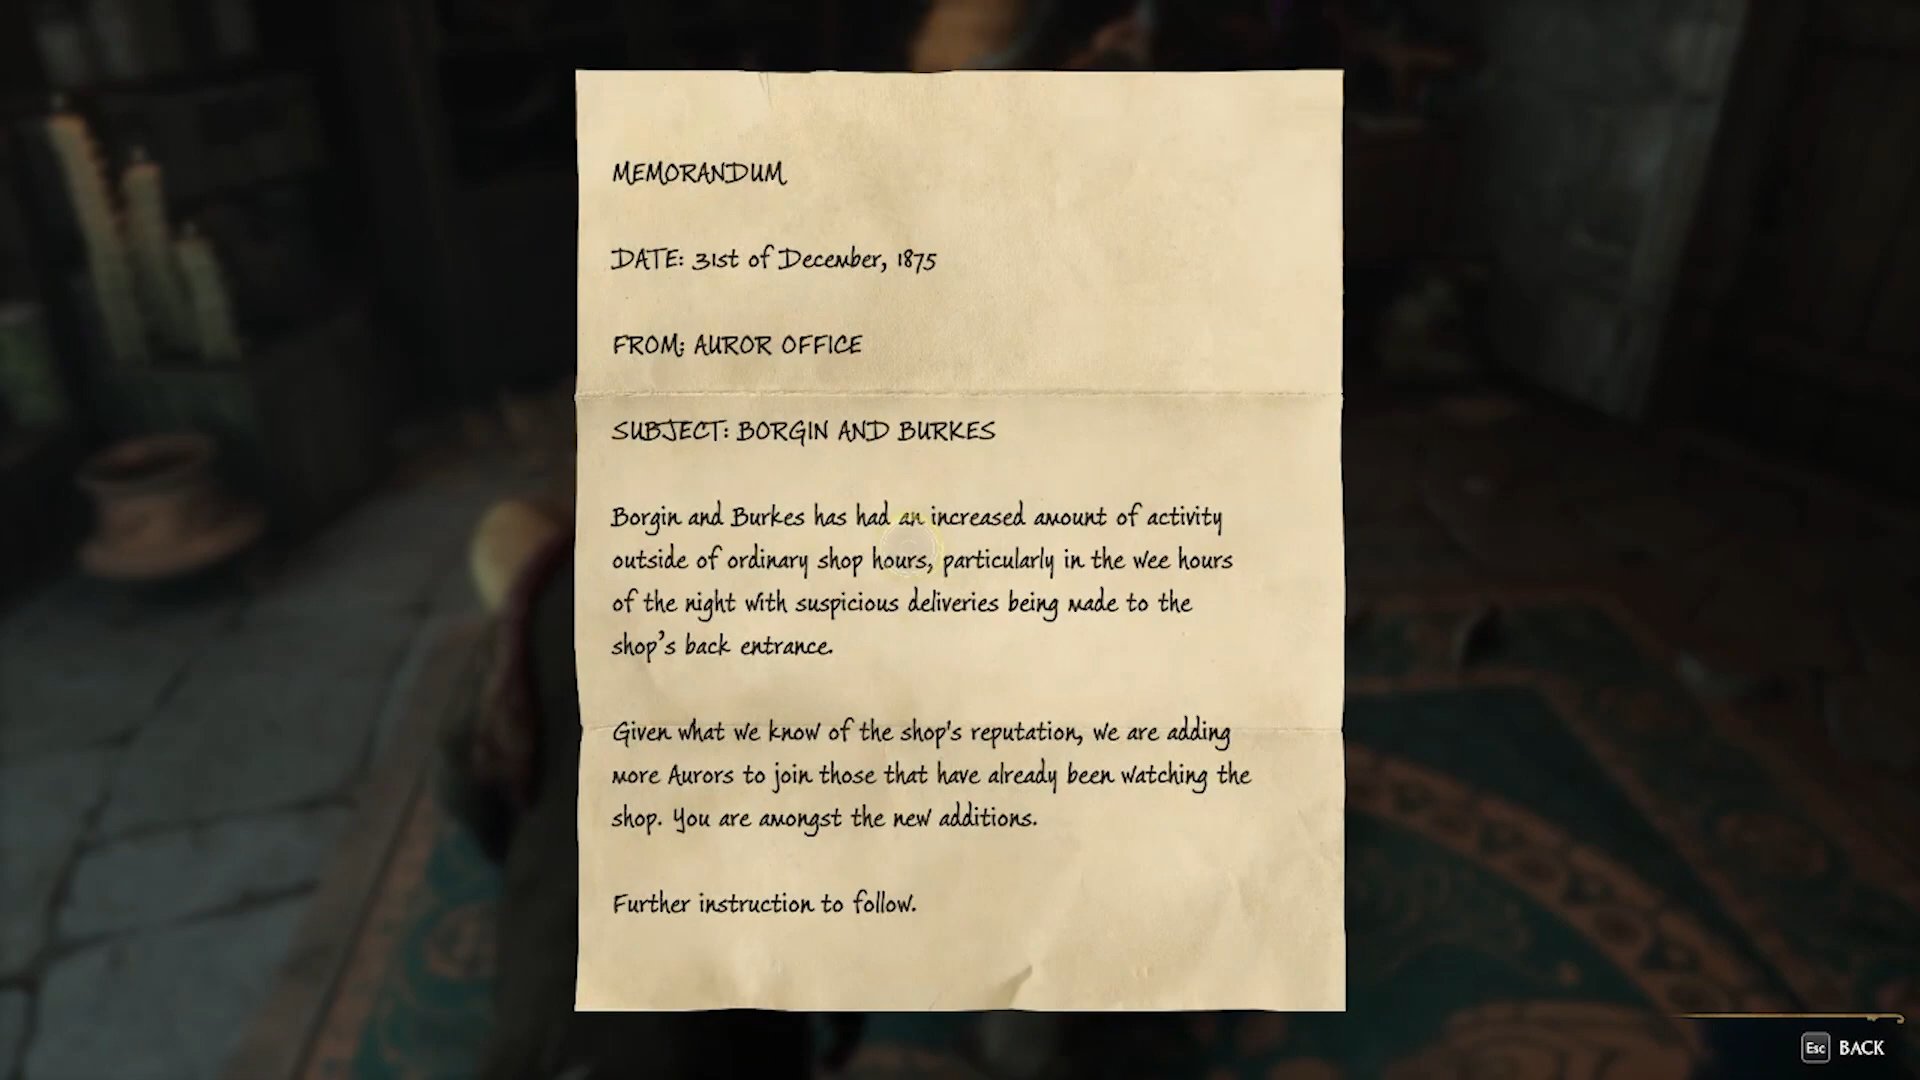 MEMORANDUM
DATE: 31st of December, 1875
FROM: AUROR OFFICE
SUBJECT: BORGIN AND BURKES
Borgin and Burkes has had an increased amount of activity
outside of ordinary shop hours, particularly in the wee hours
of the night with suspicious deliveries being made to the
shop’s back entrance.
Given what we know of the shop's reputation, we are adding
more Aurors to join those that have already been watching the
shop. You are amongst the new additions.
Further instruction to follow.
Esc BACK